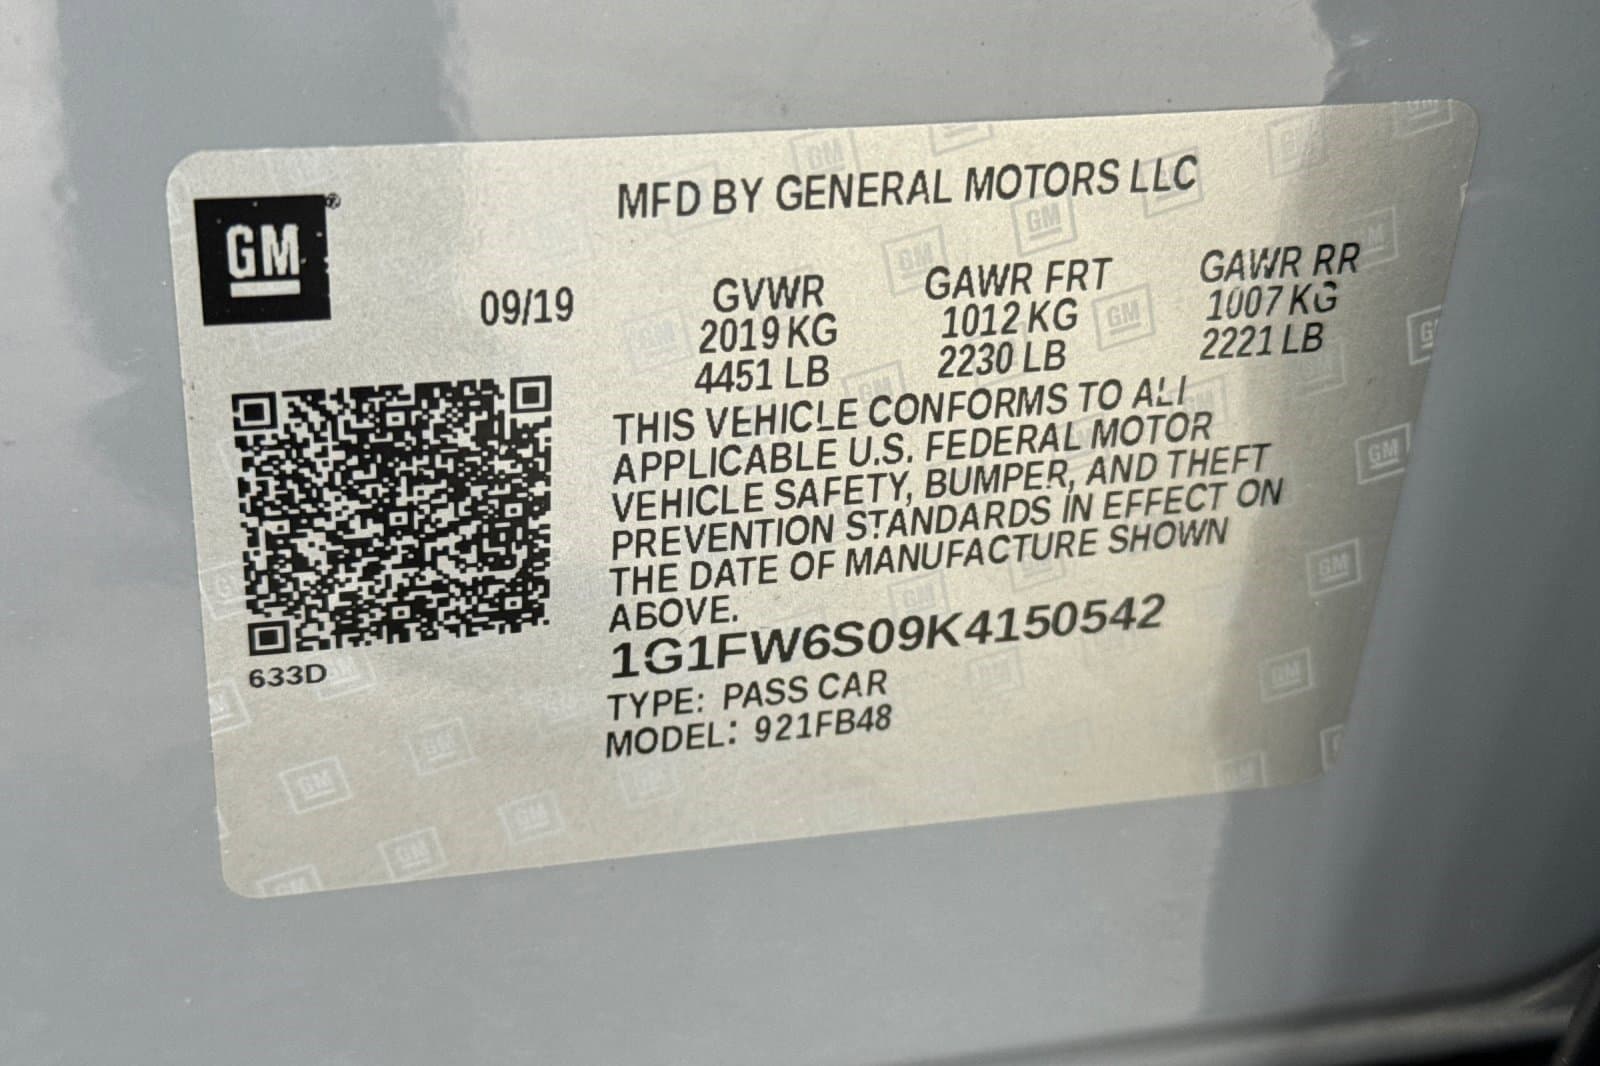 GM®
MFD BY GENERAL MOTORS LLC
09/19
GVWR
2019 KG
4451 LB
GAWR FRT
1012 KG
2230 LB
GAWR RR
1007 KG
2221 LB
THIS VEHICLE CONFORMS TO ALL
APPLICABLE U.S. FEDERAL MOTOR
VEHICLE SAFETY, BUMPER, AND THEFT
PREVENTION STANDARDS IN EFFECT ON
THE DATE OF MANUFACTURE SHOWN
ABOVE.
1G1FW6S09K4150542
TYPE: PASS CAR
MODEL: 921FB48
633D